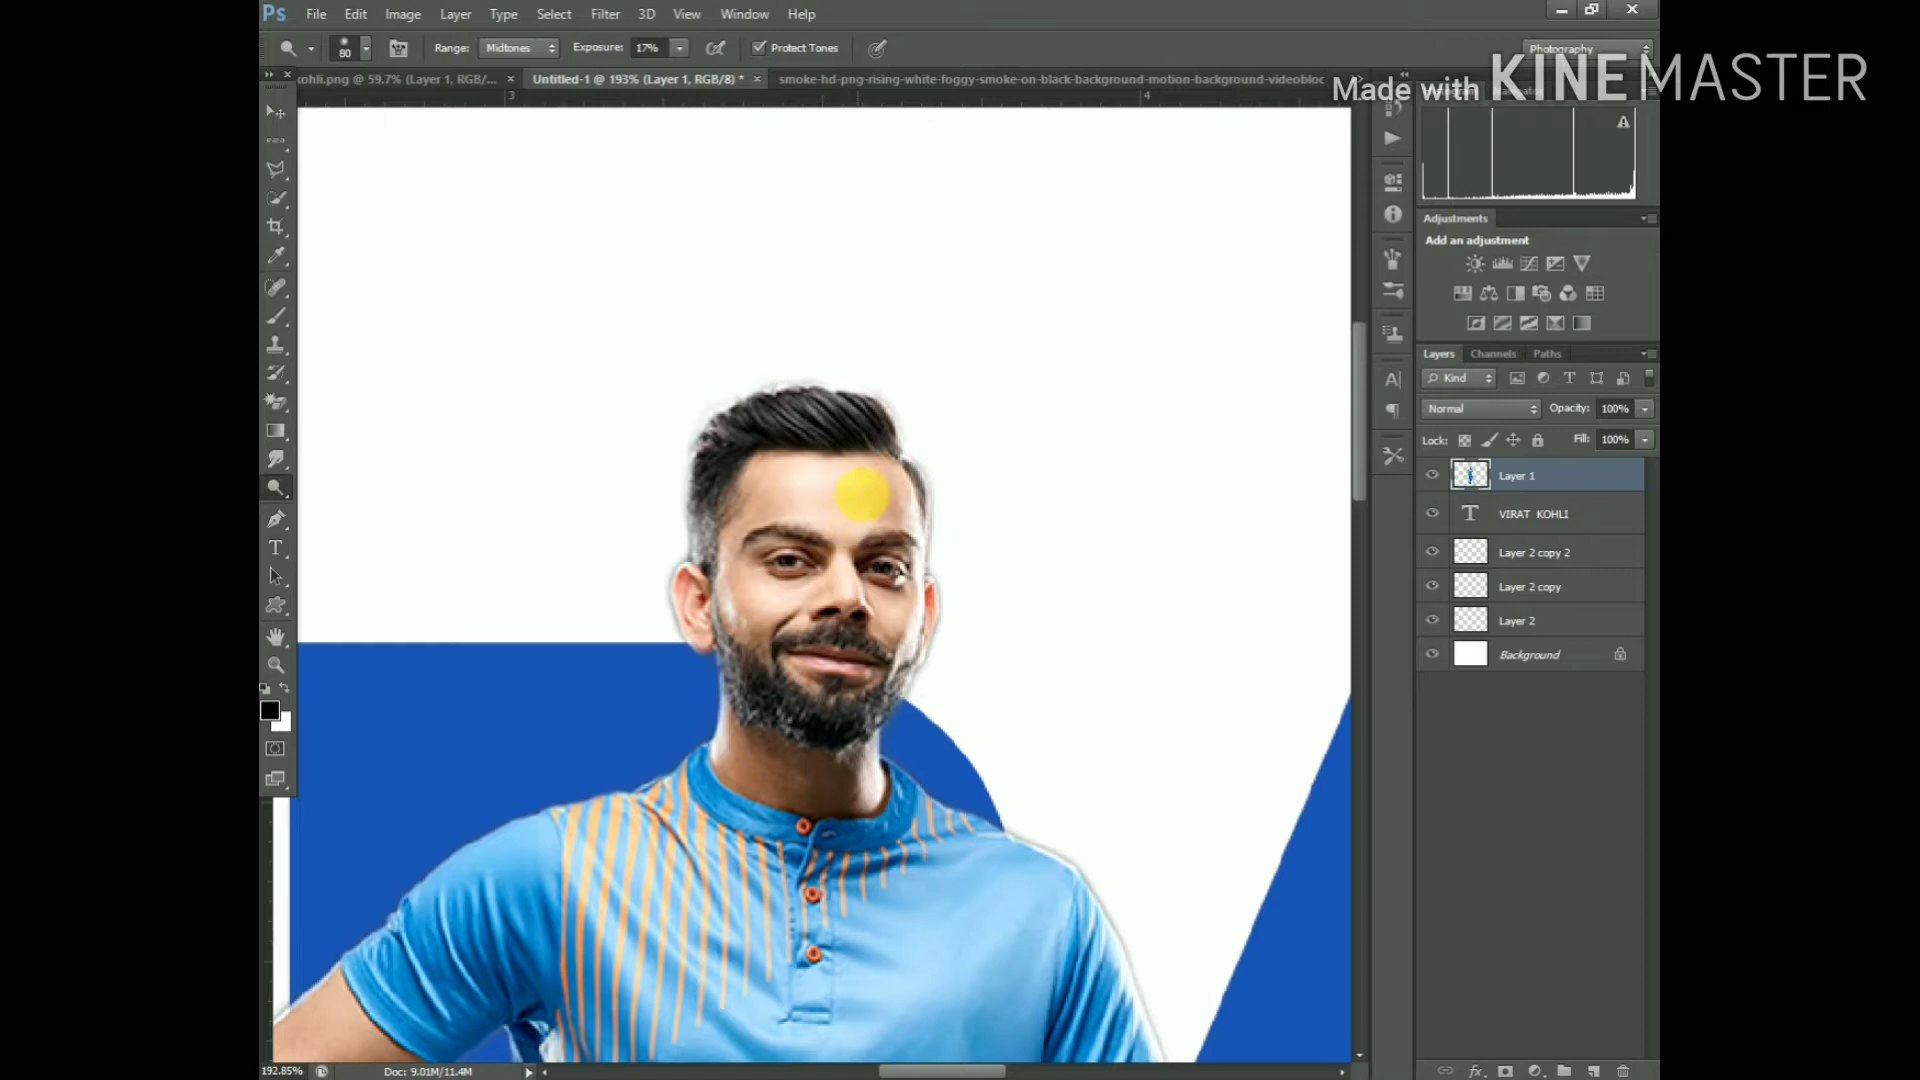 Ps File Edit Image Layer Type Select Filter 3D View Window Help
80 Range: Midtones Exposure: 17% Protect Tones Photography
Made with KINEMASTER
kohli.png @ 59.7% (Layer 1, RGB/... Untitled-1 @ 193% (Layer 1, RGB/8) * smoke-hd-png-rising-white-foggy-smoke-on-black-background-motion-background-videobloc
3 4
Adjustments
Add an adjustment
Layers Channels Paths
Kind
Normal Opacity: 100%
Lock: Fill: 100%
Layer 1
VIRAT KOHLI
Layer 2 copy 2
Layer 2 copy
Layer 2
Background
192.85% Doc: 9.01M/11.4M